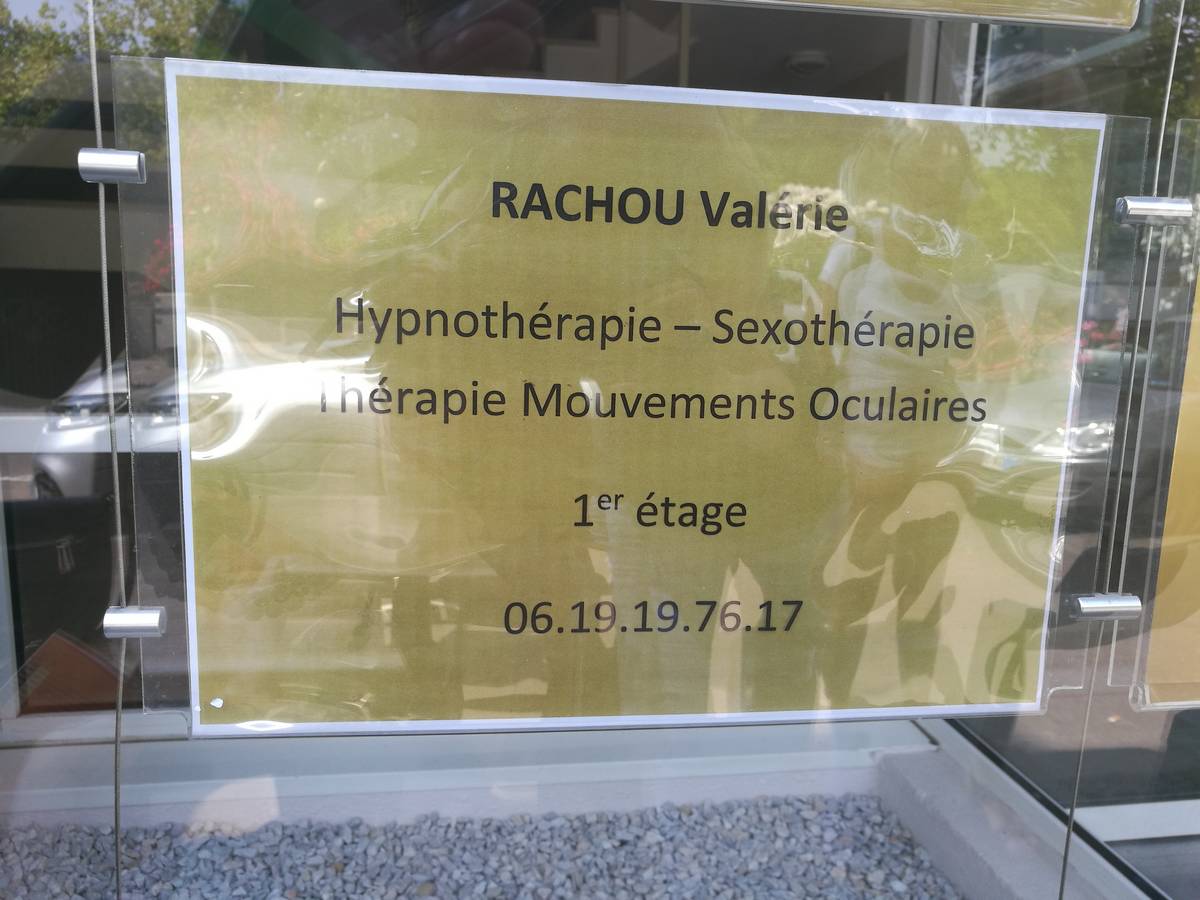 RACHOU Valérie
Hypnothérapie – Sexothérapie
Thérapie Mouvements Oculaires
1er étage
06.19.19.76.17